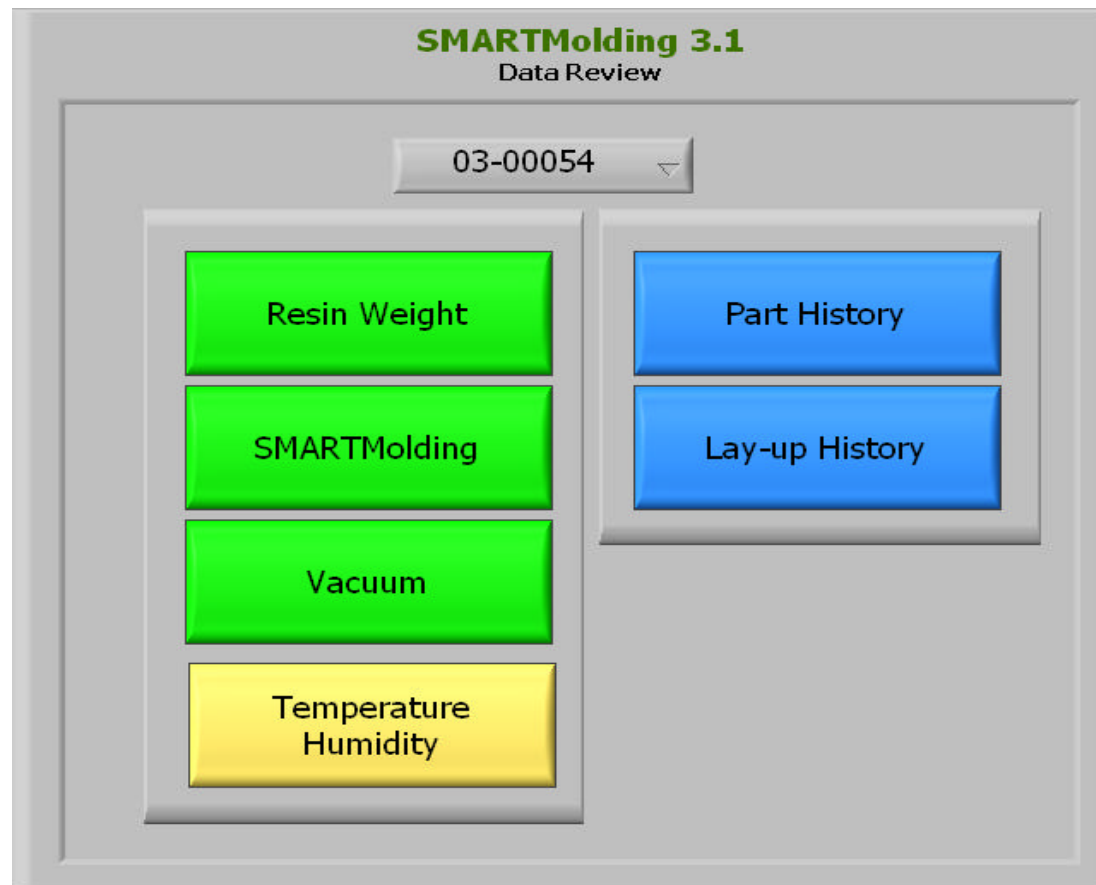 SMARTMolding 3.1
Data Review
03-00054
Resin Weight
SMARTMolding
Vacuum
Temperature
Humidity
Part History
Lay-up History